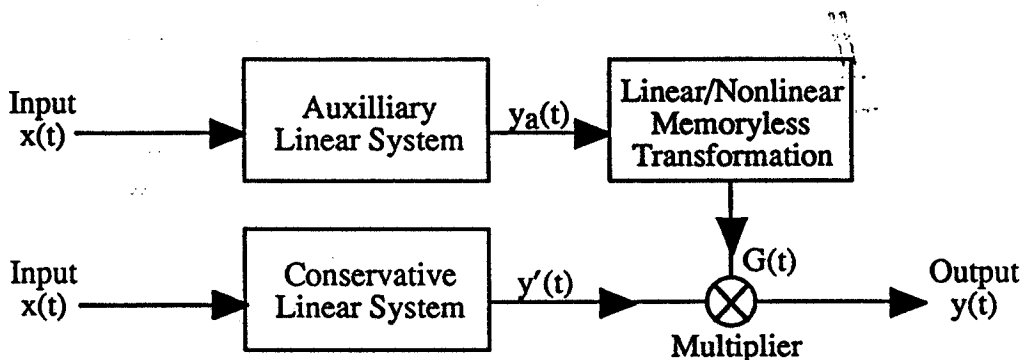 Input
x(t)
Auxilliary
Linear System
ya(t)
Linear/Nonlinear
Memoryless
Transformation
G(t)
Input
x(t)
Conservative
Linear System
y'(t)
Multiplier
Output
y(t)